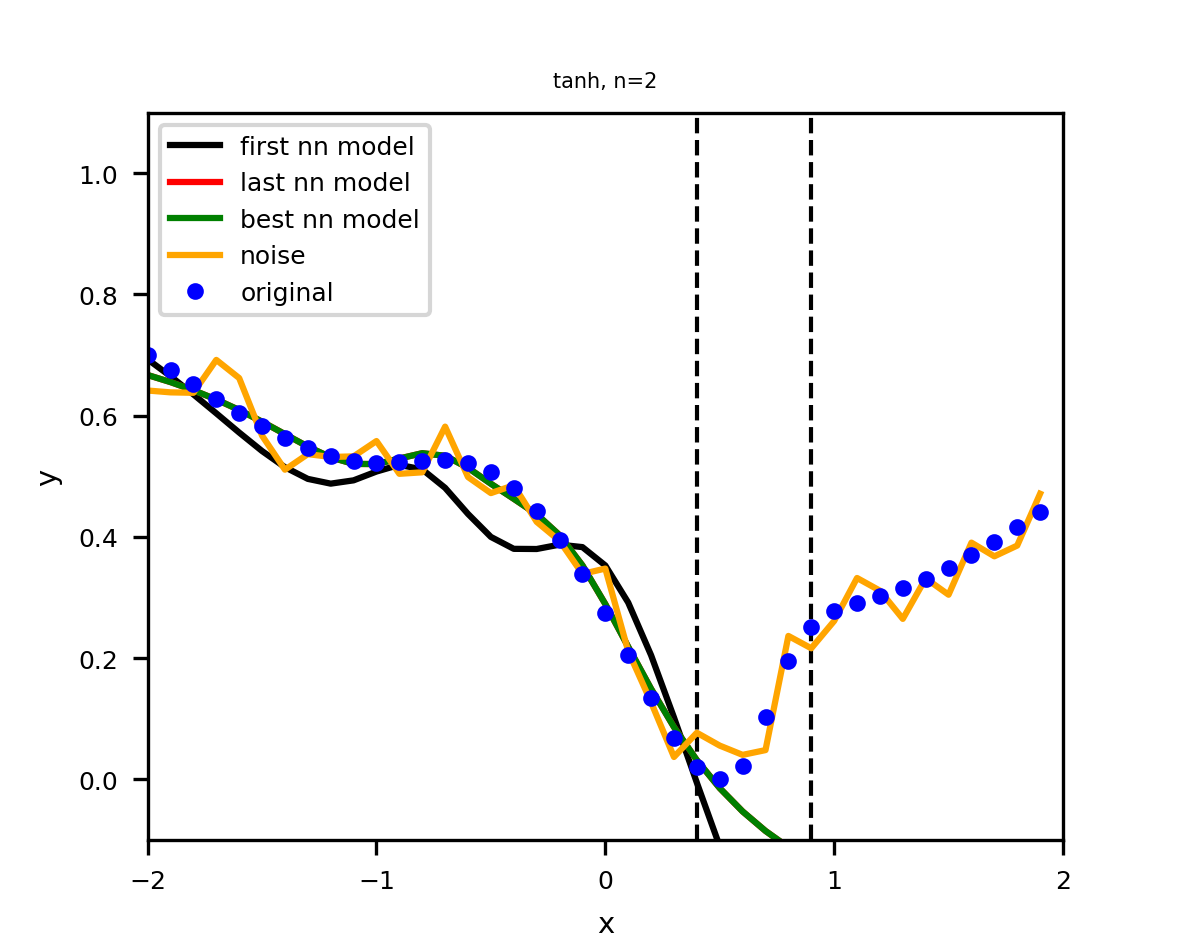 tanh, n=2
first nn model
last nn model
best nn model
noise
original
1.0
0.8
0.6
0.4
0.2
0.0
y
−2
−1
0
1
2
x